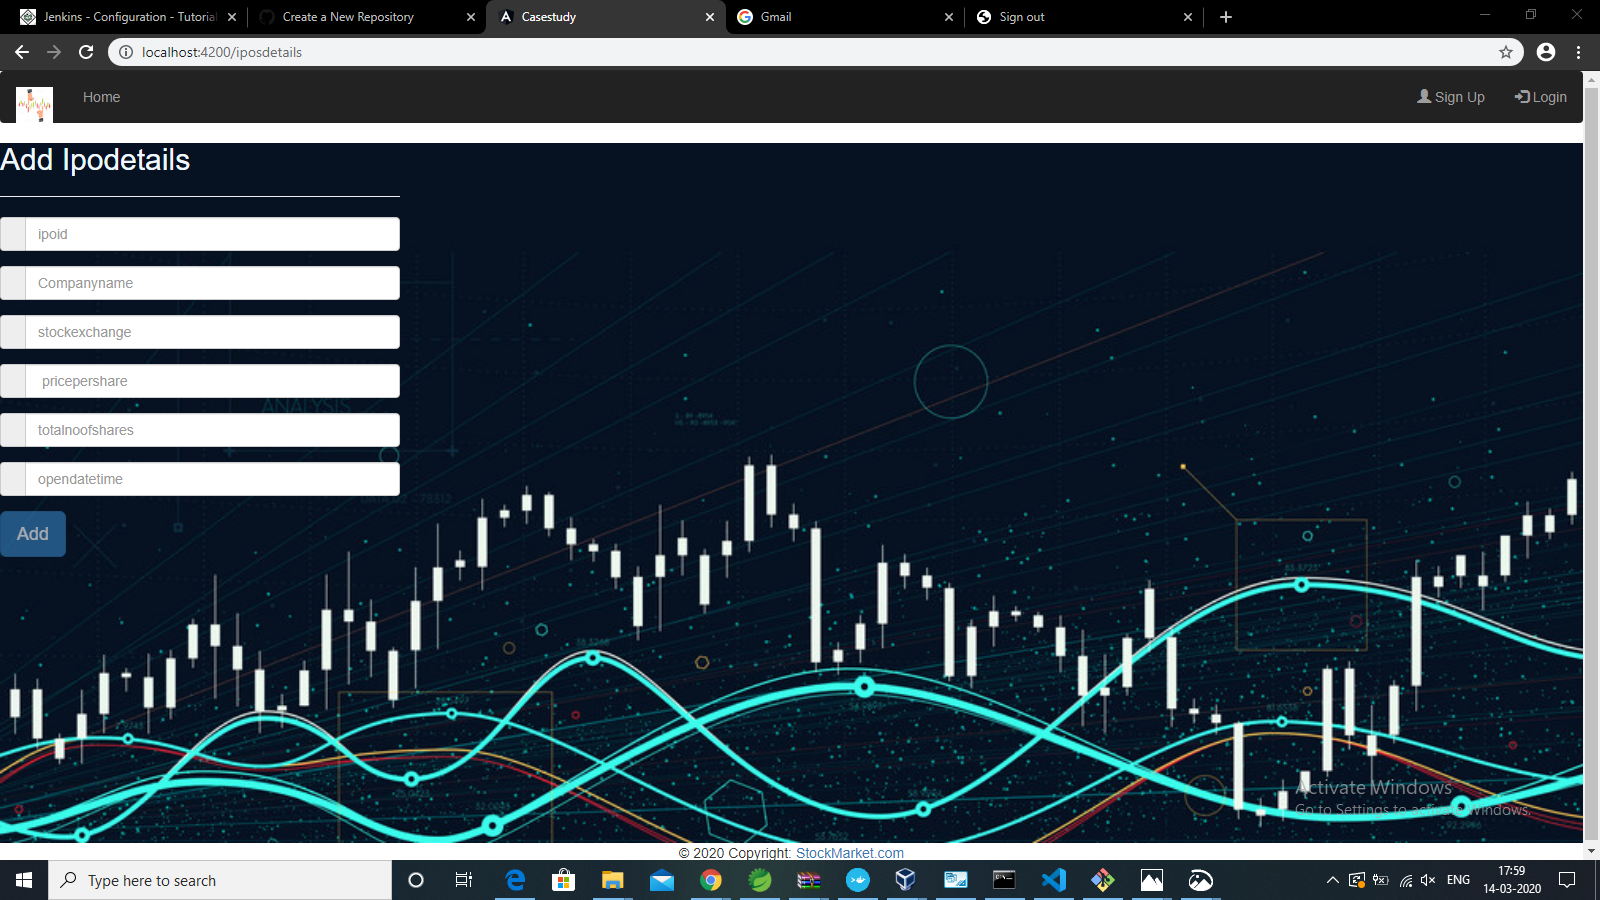 Jenkins - Configuration - Tutorial
Create a New Repository
Casestudy
Gmail
Sign out
localhost:4200/iposdetails
Home
Sign Up
Login
Add Ipodetails
ipoid
Companyname
stockexchange
pricepershare
ANALYSIS
totalnoofshares
opendatetime
Add
Activate Windows
Go to Settings to activate Windows.
© 2020 Copyright: StockMarket.com
Type here to search
ENG
17:59
14-03-2020